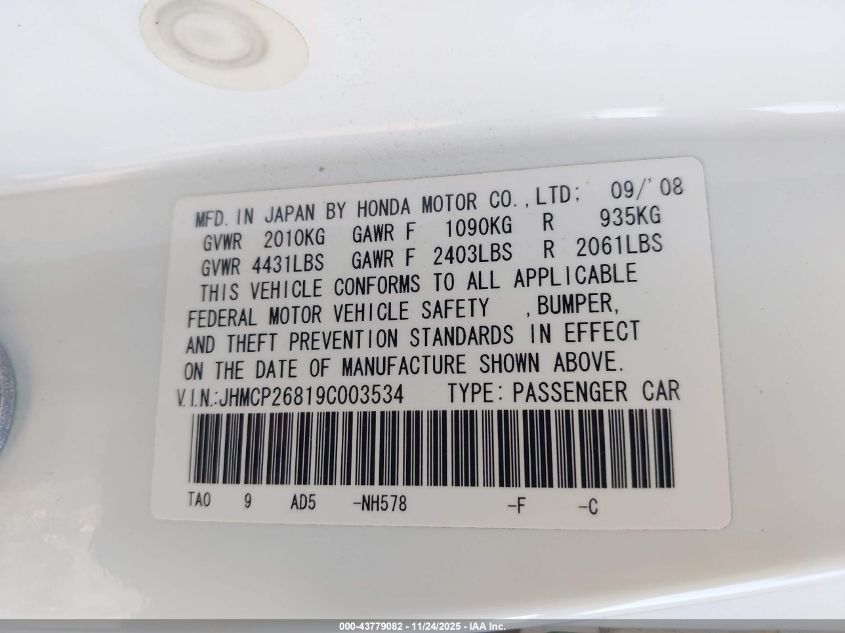 MFD. IN JAPAN BY HONDA MOTOR CO.,LTD; 09/'08
GVWR 2010KG GAWR F 1090KG R 935KG
GVWR 4431LBS GAWR F 2403LBS R 2061LBS
THIS VEHICLE CONFORMS TO ALL APPLICABLE
FEDERAL MOTOR VEHICLE SAFETY ,BUMPER,
AND THEFT PREVENTION STANDARDS IN EFFECT
ON THE DATE OF MANUFACTURE SHOWN ABOVE.
V.I.N.:JHMCP26819C003534 TYPE:PASSENGER CAR
TA0 9 AD5 -NH578 -F -C
000-43779082 - 11/24/2025 - IAA Inc.